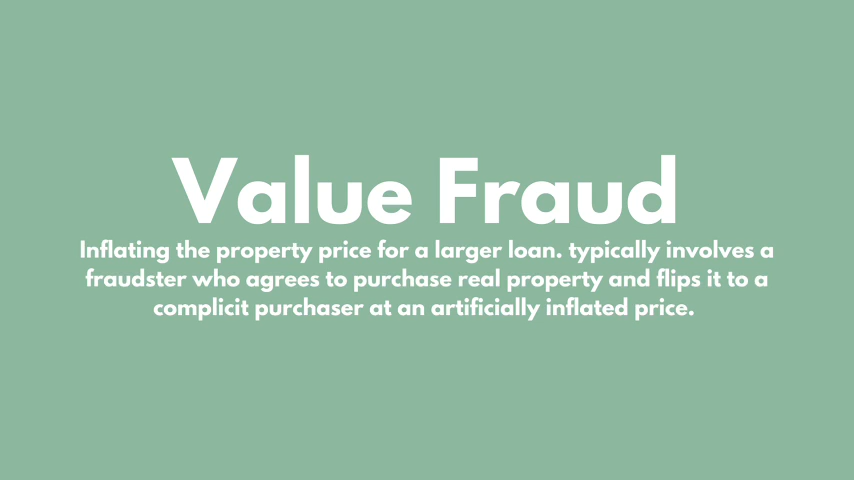 Value Fraud
Inflating the property price for a larger loan. typically involves a
fraudster who agrees to purchase real property and flips it to a
complicit purchaser at an artificially inflated price.